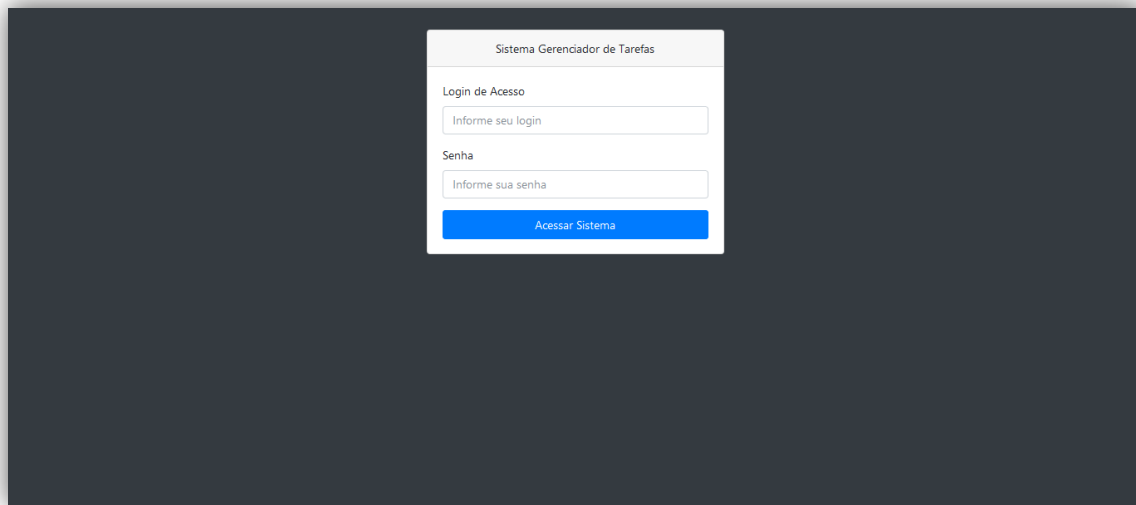 Sistema Gerenciador de Tarefas
Login de Acesso
Informe seu login
Senha
Informe sua senha
Acessar Sistema